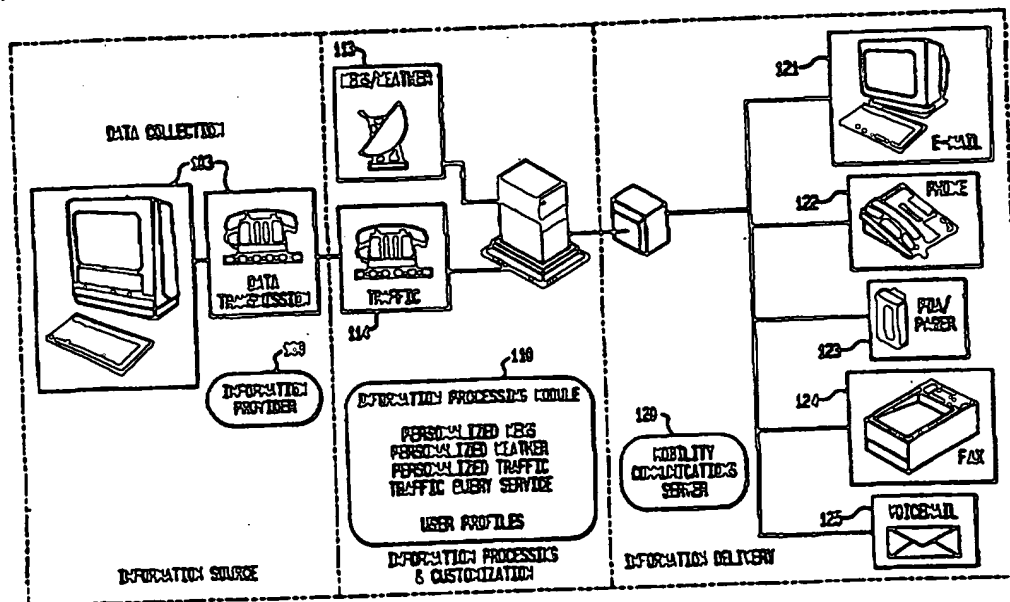 DATA COLLECTION
103
DATA
TRANSMISSION
INFORMATION
PROVIDER
INFORMATION SOURCE
113
NEWS/WEATHER
TRAFFIC
114
110
INFORMATION PROCESSING MODULE
PERSONALIZED NEWS
PERSONALIZED WEATHER
PERSONALIZED TRAFFIC
TRAFFIC QUERY SERVICE
USER PROFILES
INFORMATION PROCESSING
& CUSTOMIZATION
120
MOBILITY
COMMUNICATIONS
SERVER
INFORMATION DELIVERY
121
E-MAIL
122
PHONE
PDA/
PAGER
123
124
FAX
125
VOICEMAIL